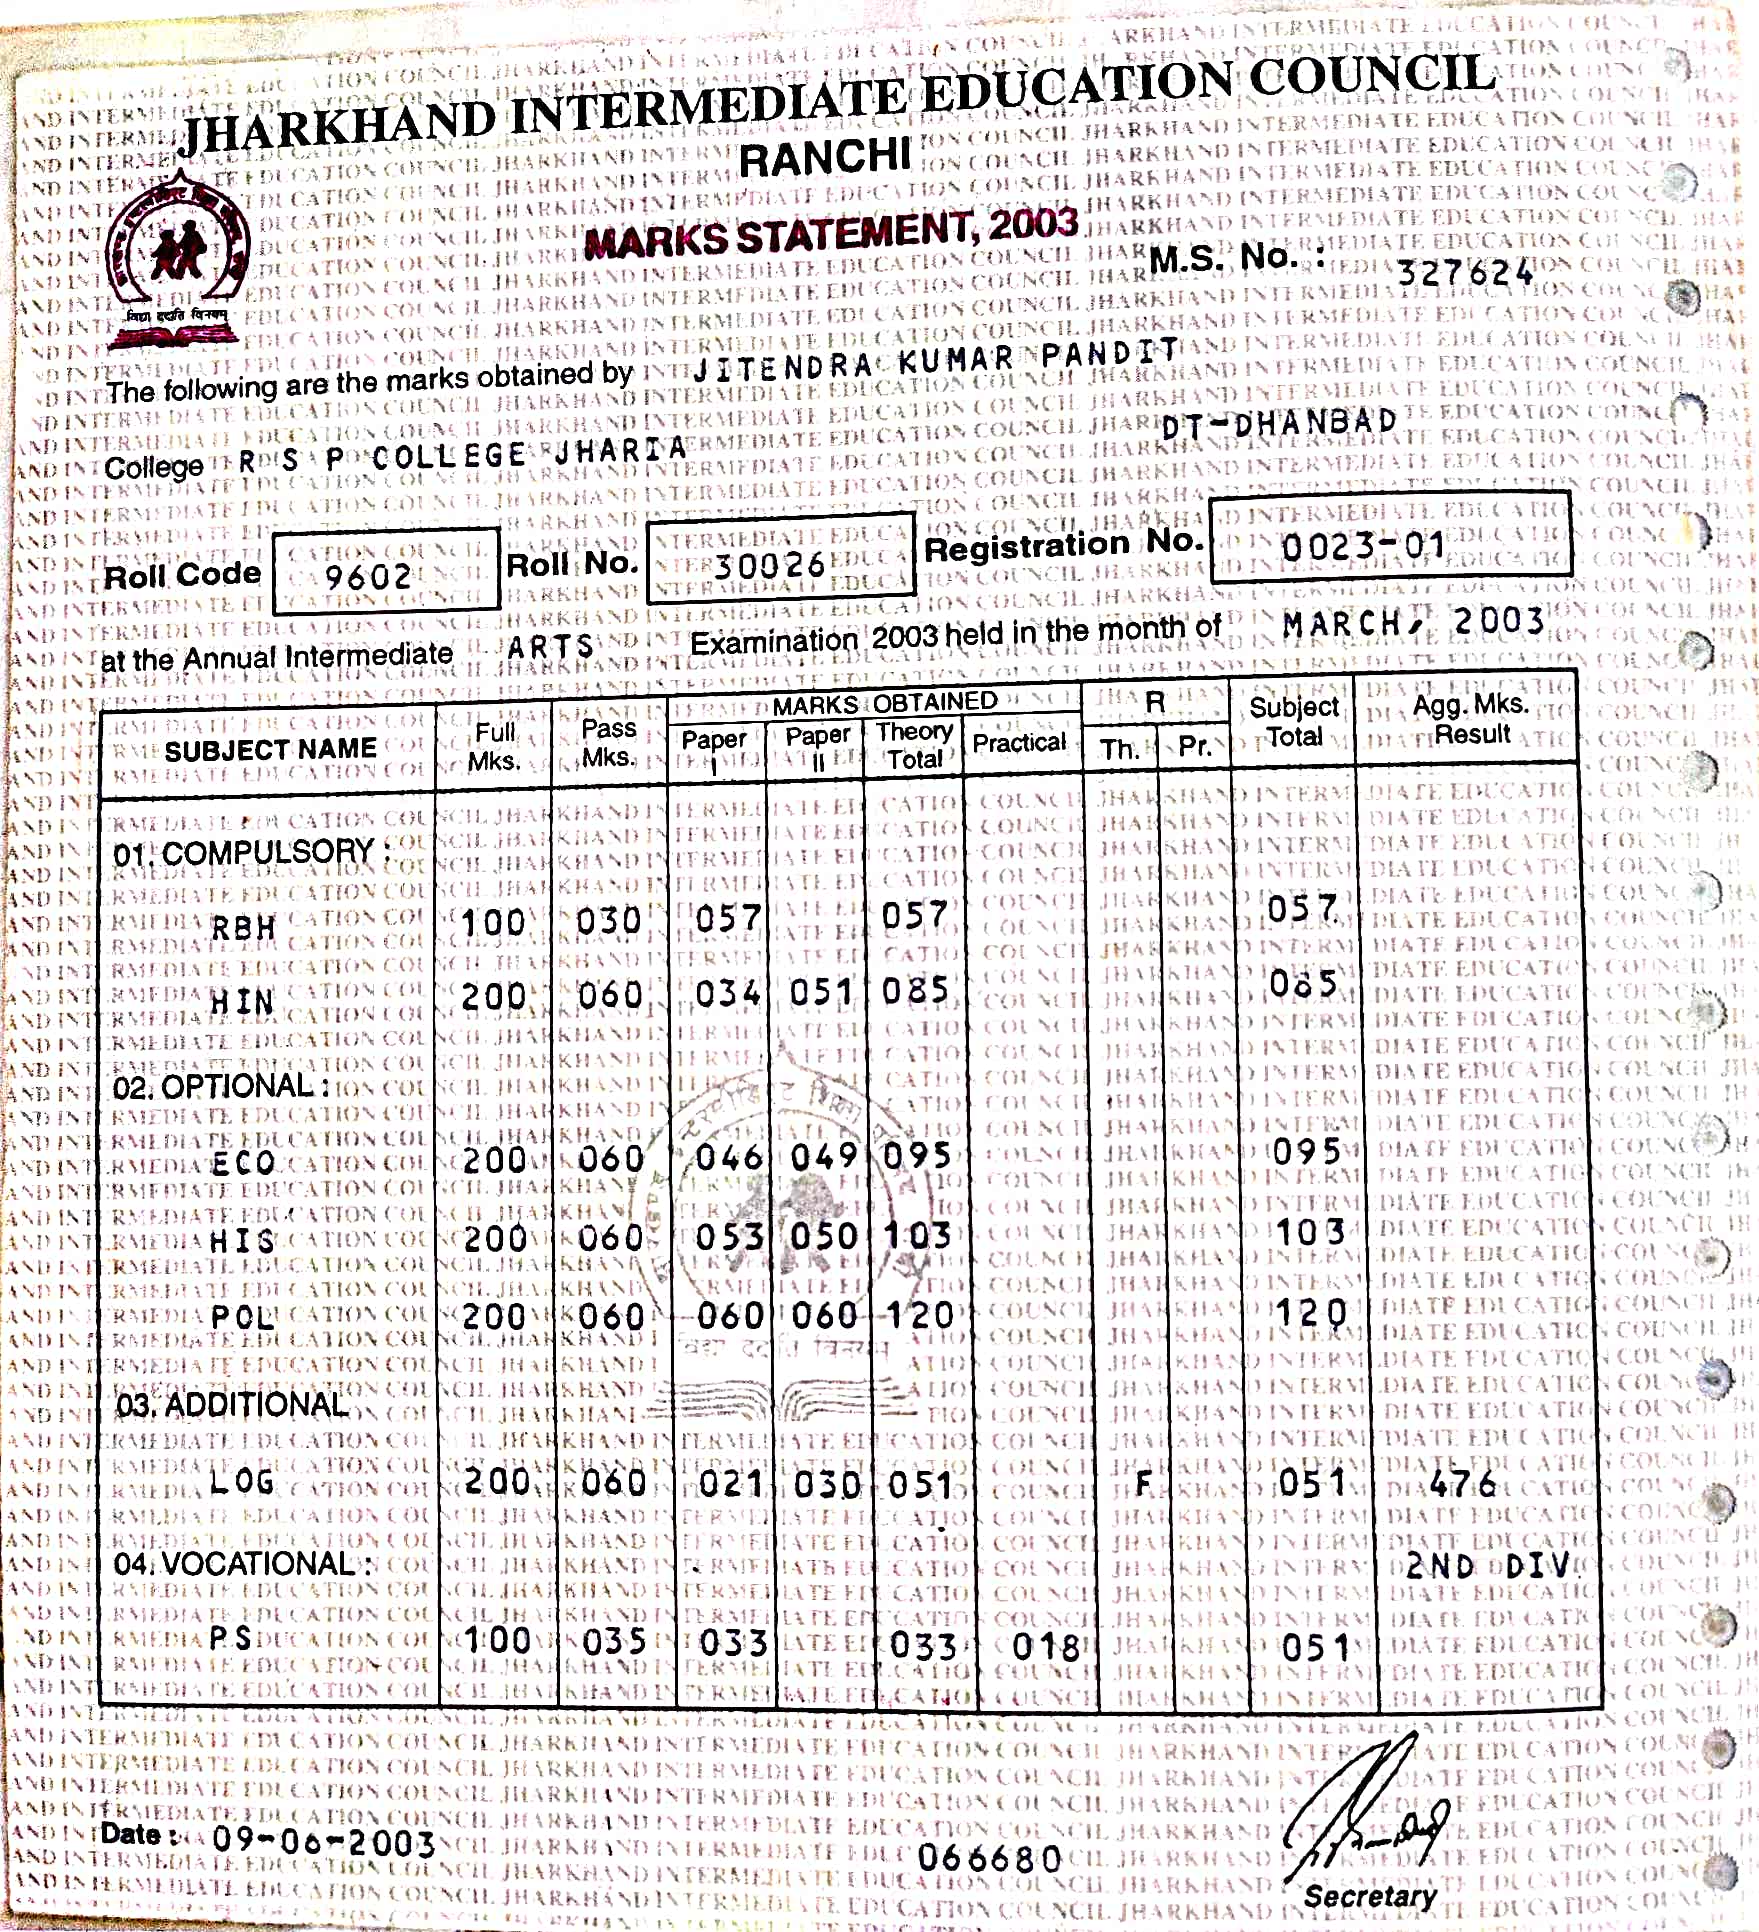 JHARKHAND INTERMEDIATE EDUCATION COUNCIL
RANCHI
MARKS STATEMENT, 2003
M.S. No. : 327624
विद्या ददाति विनयम्
The following are the marks obtained by JITENDRA KUMAR PANDIT
College R S P COLLEGE JHARIA DT-DHANBAD
Roll Code 9602 Roll No. 30026 Registration No. 0023-01
at the Annual Intermediate ARTS Examination 2003 held in the month of MARCH, 2003
SUBJECT NAME Full Mks. Pass Mks. MARKS OBTAINED R Subject Total Agg. Mks. Result
Paper I Paper II Theory Total Practical Th. Pr.
01. COMPULSORY :
RBH 100 030 057 057 057
HIN 200 060 034 051 085 085
02. OPTIONAL :
ECO 200 060 046 049 095 095
HIS 200 060 053 050 103 103
POL 200 060 060 060 120 120
03. ADDITIONAL
LOG 200 060 021 030 051 F 051 476
04. VOCATIONAL : 2ND DIV.
PS 100 035 033 033 018 051
Date : 09-06-2003
066680
Secretary